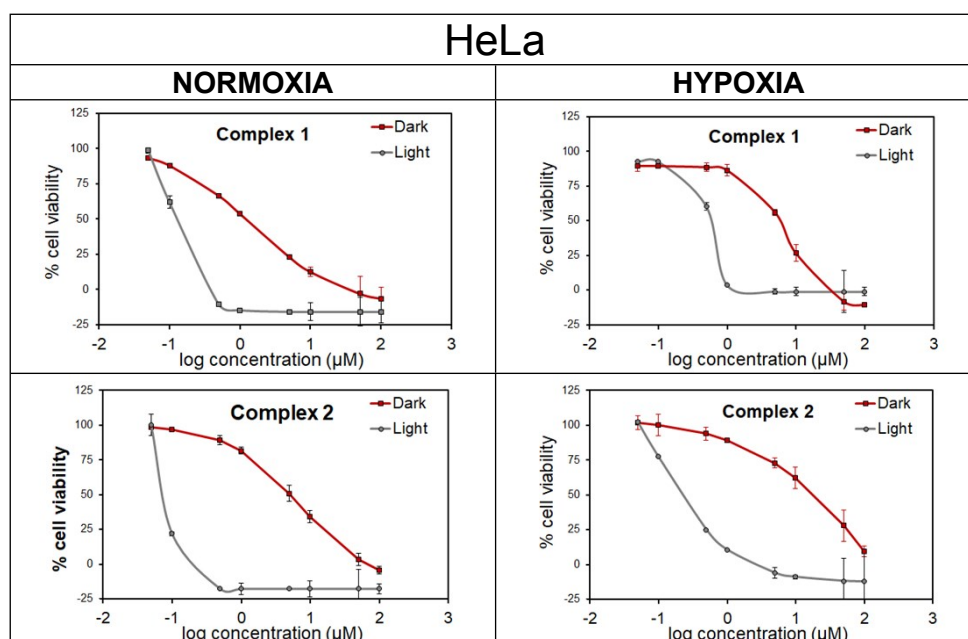 HeLa
NORMOXIA
HYPOXIA
Complex 1
Dark
Light
% cell viability
125
100
75
50
25
0
-25
-2
-1
0
1
2
3
log concentration (µM)
Complex 1
Dark
Light
% cell viability
125
100
75
50
25
0
-25
-2
-1
0
1
2
3
log concentration (µM)
Complex 2
Dark
Light
% cell viability
125
100
75
50
25
0
-25
-2
-1
0
1
2
3
log concentration (µM)
Complex 2
Dark
Light
% cell viability
125
100
75
50
25
0
-25
-2
-1
0
1
2
3
log concentration (µM)